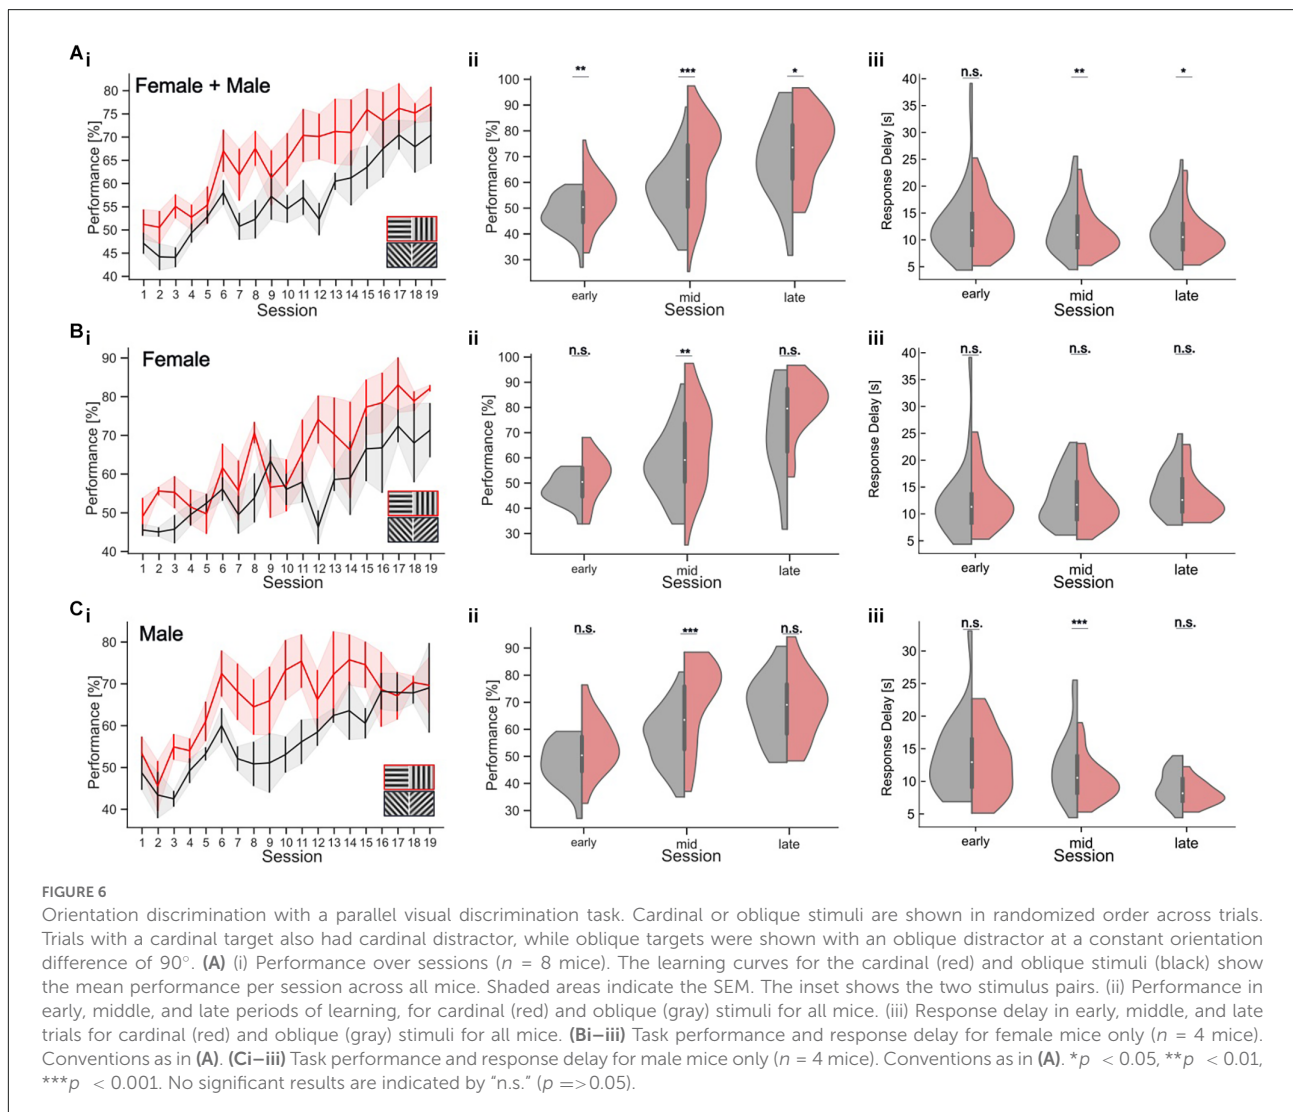 A i
ii
iii
Female + Male
Performance [%]
80
75
70
65
60
55
50
45
40
1 2 3 4 5 6 7 8 9 10 11 12 13 14 15 16 17 18 19
Session
** *** *
Performance [%]
100
90
80
70
60
50
40
30
early mid late
Session
n.s. ** *
Response Delay [s]
40
35
30
25
20
15
10
5
early mid late
Session
B i
ii
iii
Female
Performance [%]
90
80
70
60
50
40
1 2 3 4 5 6 7 8 9 10 11 12 13 14 15 16 17 18 19
Session
n.s. ** n.s.
Performance [%]
100
90
80
70
60
50
40
30
early mid late
Session
n.s. n.s. n.s.
Response Delay [s]
40
35
30
25
20
15
10
5
early mid late
Session
C i
ii
iii
Male
Performance [%]
80
70
60
50
40
1 2 3 4 5 6 7 8 9 10 11 12 13 14 15 16 17 18 19
Session
n.s. *** n.s.
Performance [%]
90
80
70
60
50
40
30
early mid late
Session
n.s. *** n.s.
Response Delay [s]
30
25
20
15
10
5
early mid late
Session
FIGURE 6
Orientation discrimination with a parallel visual discrimination task. Cardinal or oblique stimuli are shown in randomized order across trials.
Trials with a cardinal target also had cardinal distractor, while oblique targets were shown with an oblique distractor at a constant orientation
difference of 90°. (A) (i) Performance over sessions (n = 8 mice). The learning curves for the cardinal (red) and oblique stimuli (black) show
the mean performance per session across all mice. Shaded areas indicate the SEM. The inset shows the two stimulus pairs. (ii) Performance in
early, middle, and late periods of learning, for cardinal (red) and oblique (gray) stimuli for all mice. (iii) Response delay in early, middle, and late
trials for cardinal (red) and oblique (gray) stimuli for all mice. (Bi–iii) Task performance and response delay for female mice only (n = 4 mice).
Conventions as in (A). (Ci–iii) Task performance and response delay for male mice only (n = 4 mice). Conventions as in (A). *p < 0.05, **p < 0.01,
***p < 0.001. No significant results are indicated by “n.s.” (p =>0.05).